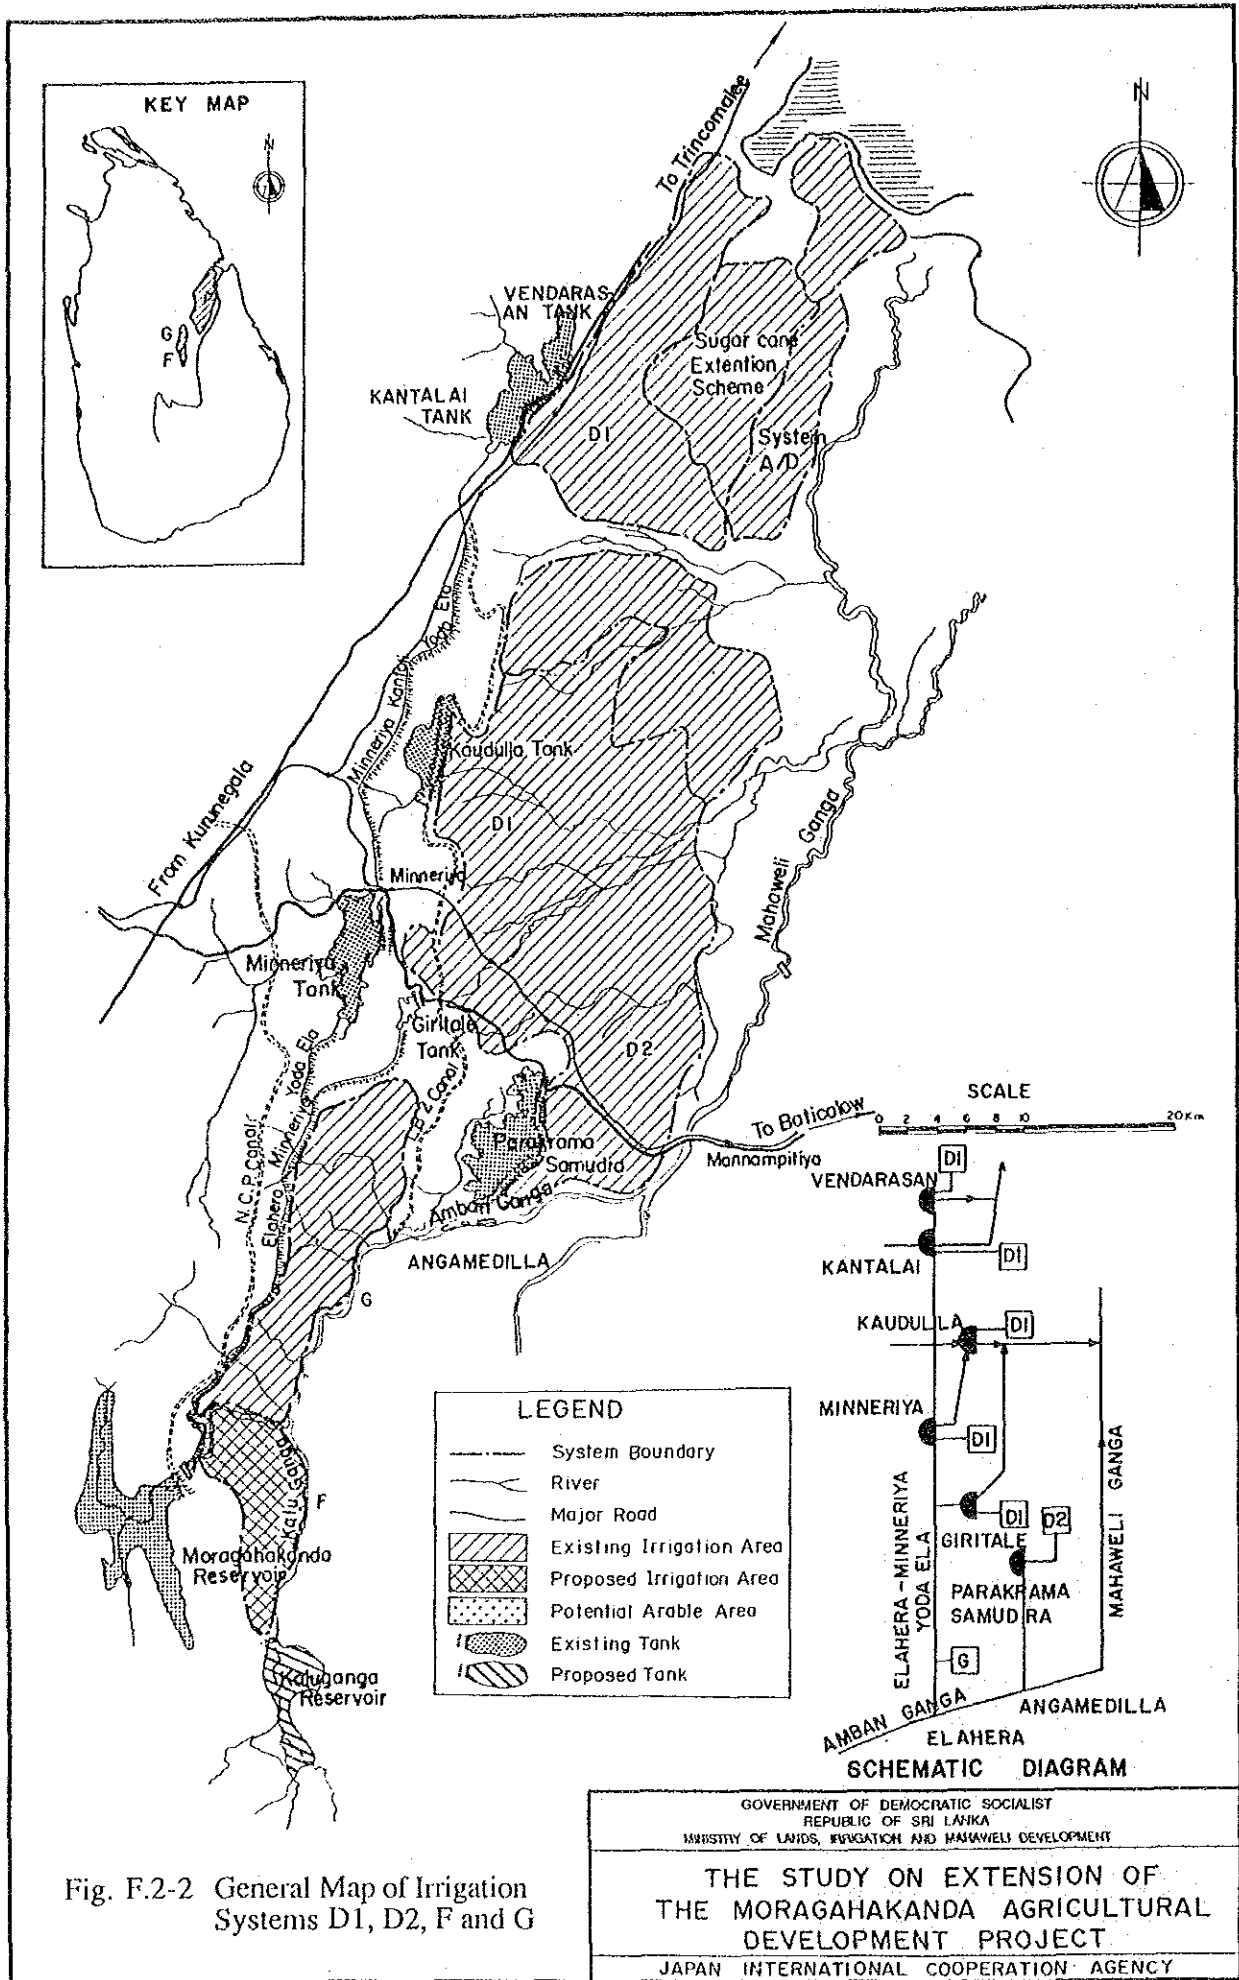 KEY MAP
N
G
F
N
To Trincomalee
VENDARAS
AN TANK
KANTALAI
TANK
Sugar cane
Extention
Scheme
D1
System
A/D
Minneriya Kantali Yoda Ela
Kaudulla Tank
From Kurunegala
D1
Minneriya
Mahaweli Ganga
Minneriya
Tank
Giritale
Tank
D2
N.C.P. Canal
Elahera Minneriya Yoda Ela
B 2 Canal
Parakrama
Samudra
To Baticalow
Mannampitiya
Amban Ganga
ANGAMEDILLA
G
Kalu Ganga
F
Moragahakanda
Reservoir
Kaluganga
Reservoir
SCALE
0 2 4 6 8 10 20Km
VENDARASAN
D1
KANTALAI
D1
KAUDULLA
D1
MINNERIYA
D1
D1
D2
GIRITALE
PARAKRAMA
SAMUDIRA
ELAHERA-MINNERIYA
YODA ELA
MAHAWELI GANGA
G
AMBAN GANGA
ANGAMEDILLA
ELAHERA
SCHEMATIC DIAGRAM
LEGEND
System Boundary
River
Major Road
Existing Irrigation Area
Proposed Irrigation Area
Potential Arable Area
Existing Tank
Proposed Tank
GOVERNMENT OF DEMOCRATIC SOCIALIST
REPUBLIC OF SRI LANKA
MINISTRY OF LANDS, IRRIGATION AND MAHAWELI DEVELOPMENT
THE STUDY ON EXTENSION OF
THE MORAGAHAKANDA AGRICULTURAL
DEVELOPMENT PROJECT
JAPAN INTERNATIONAL COOPERATION AGENCY
Fig. F.2-2 General Map of Irrigation
Systems D1, D2, F and G